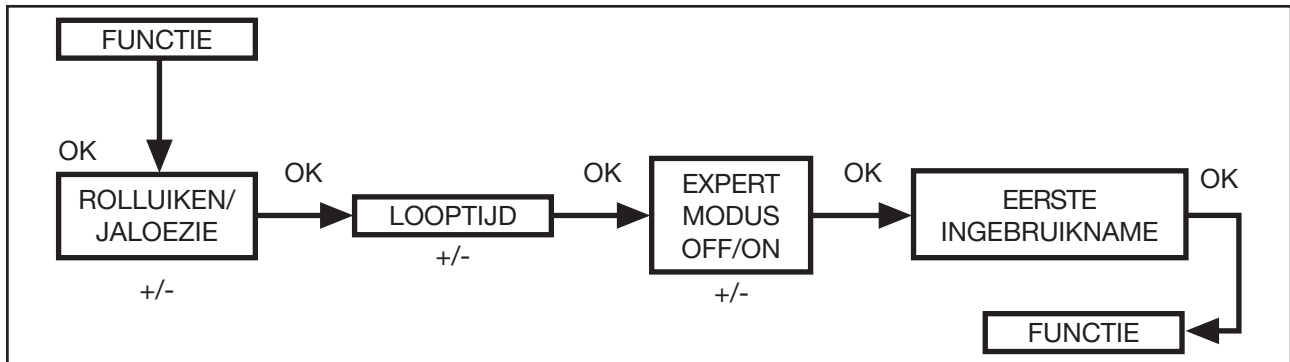 FUNCTIE
OK
ROLLUIKEN/
JALOEZIE
+/-
OK
LOOPTIJD
+/-
OK
EXPERT
MODUS
OFF/ON
+/-
OK
EERSTE
INGEBRUIKNAME
OK
FUNCTIE